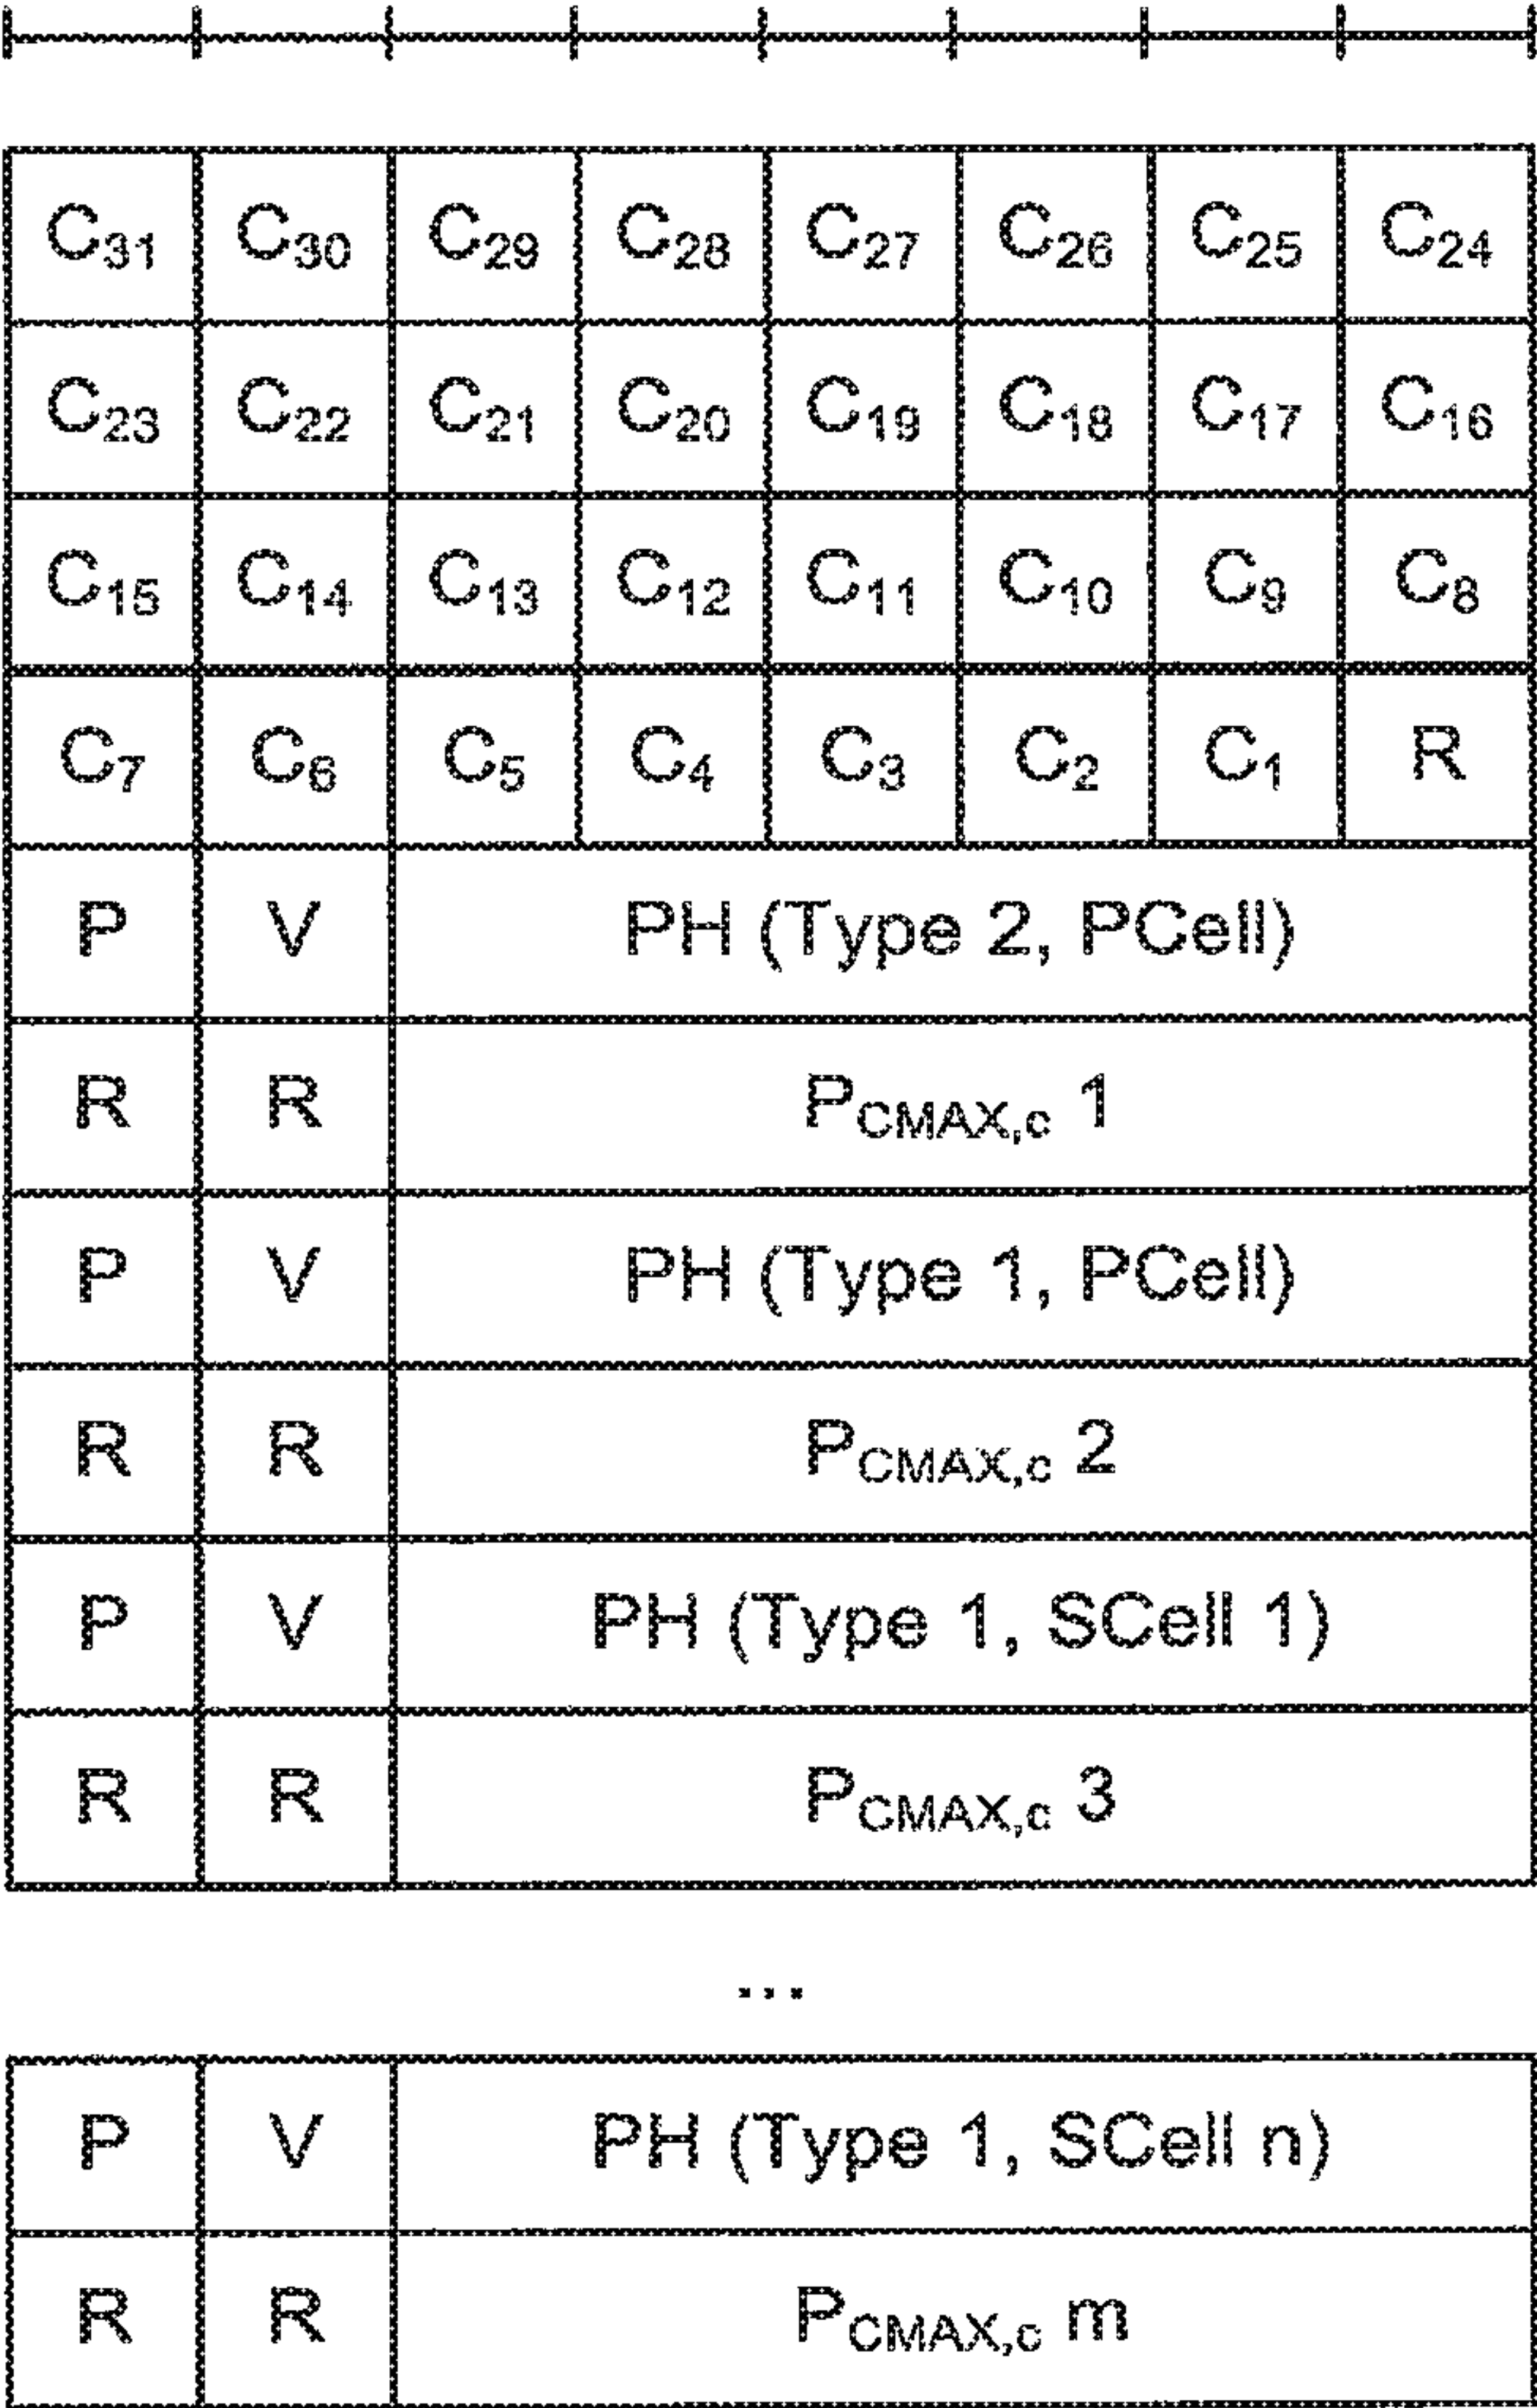 C31 C30 C29 C28 C27 C26 C25 C24
C23 C22 C21 C20 C19 C18 C17 C16
C15 C14 C13 C12 C11 C10 C9 C8
C7 C6 C5 C4 C3 C2 C1 R
P V PH (Type 2, PCell)
R R PCMAX,c 1
P V PH (Type 1, PCell)
R R PCMAX,c 2
P V PH (Type 1, SCell 1)
R R PCMAX,c 3
...
P V PH (Type 1, SCell n)
R R PCMAX,c m